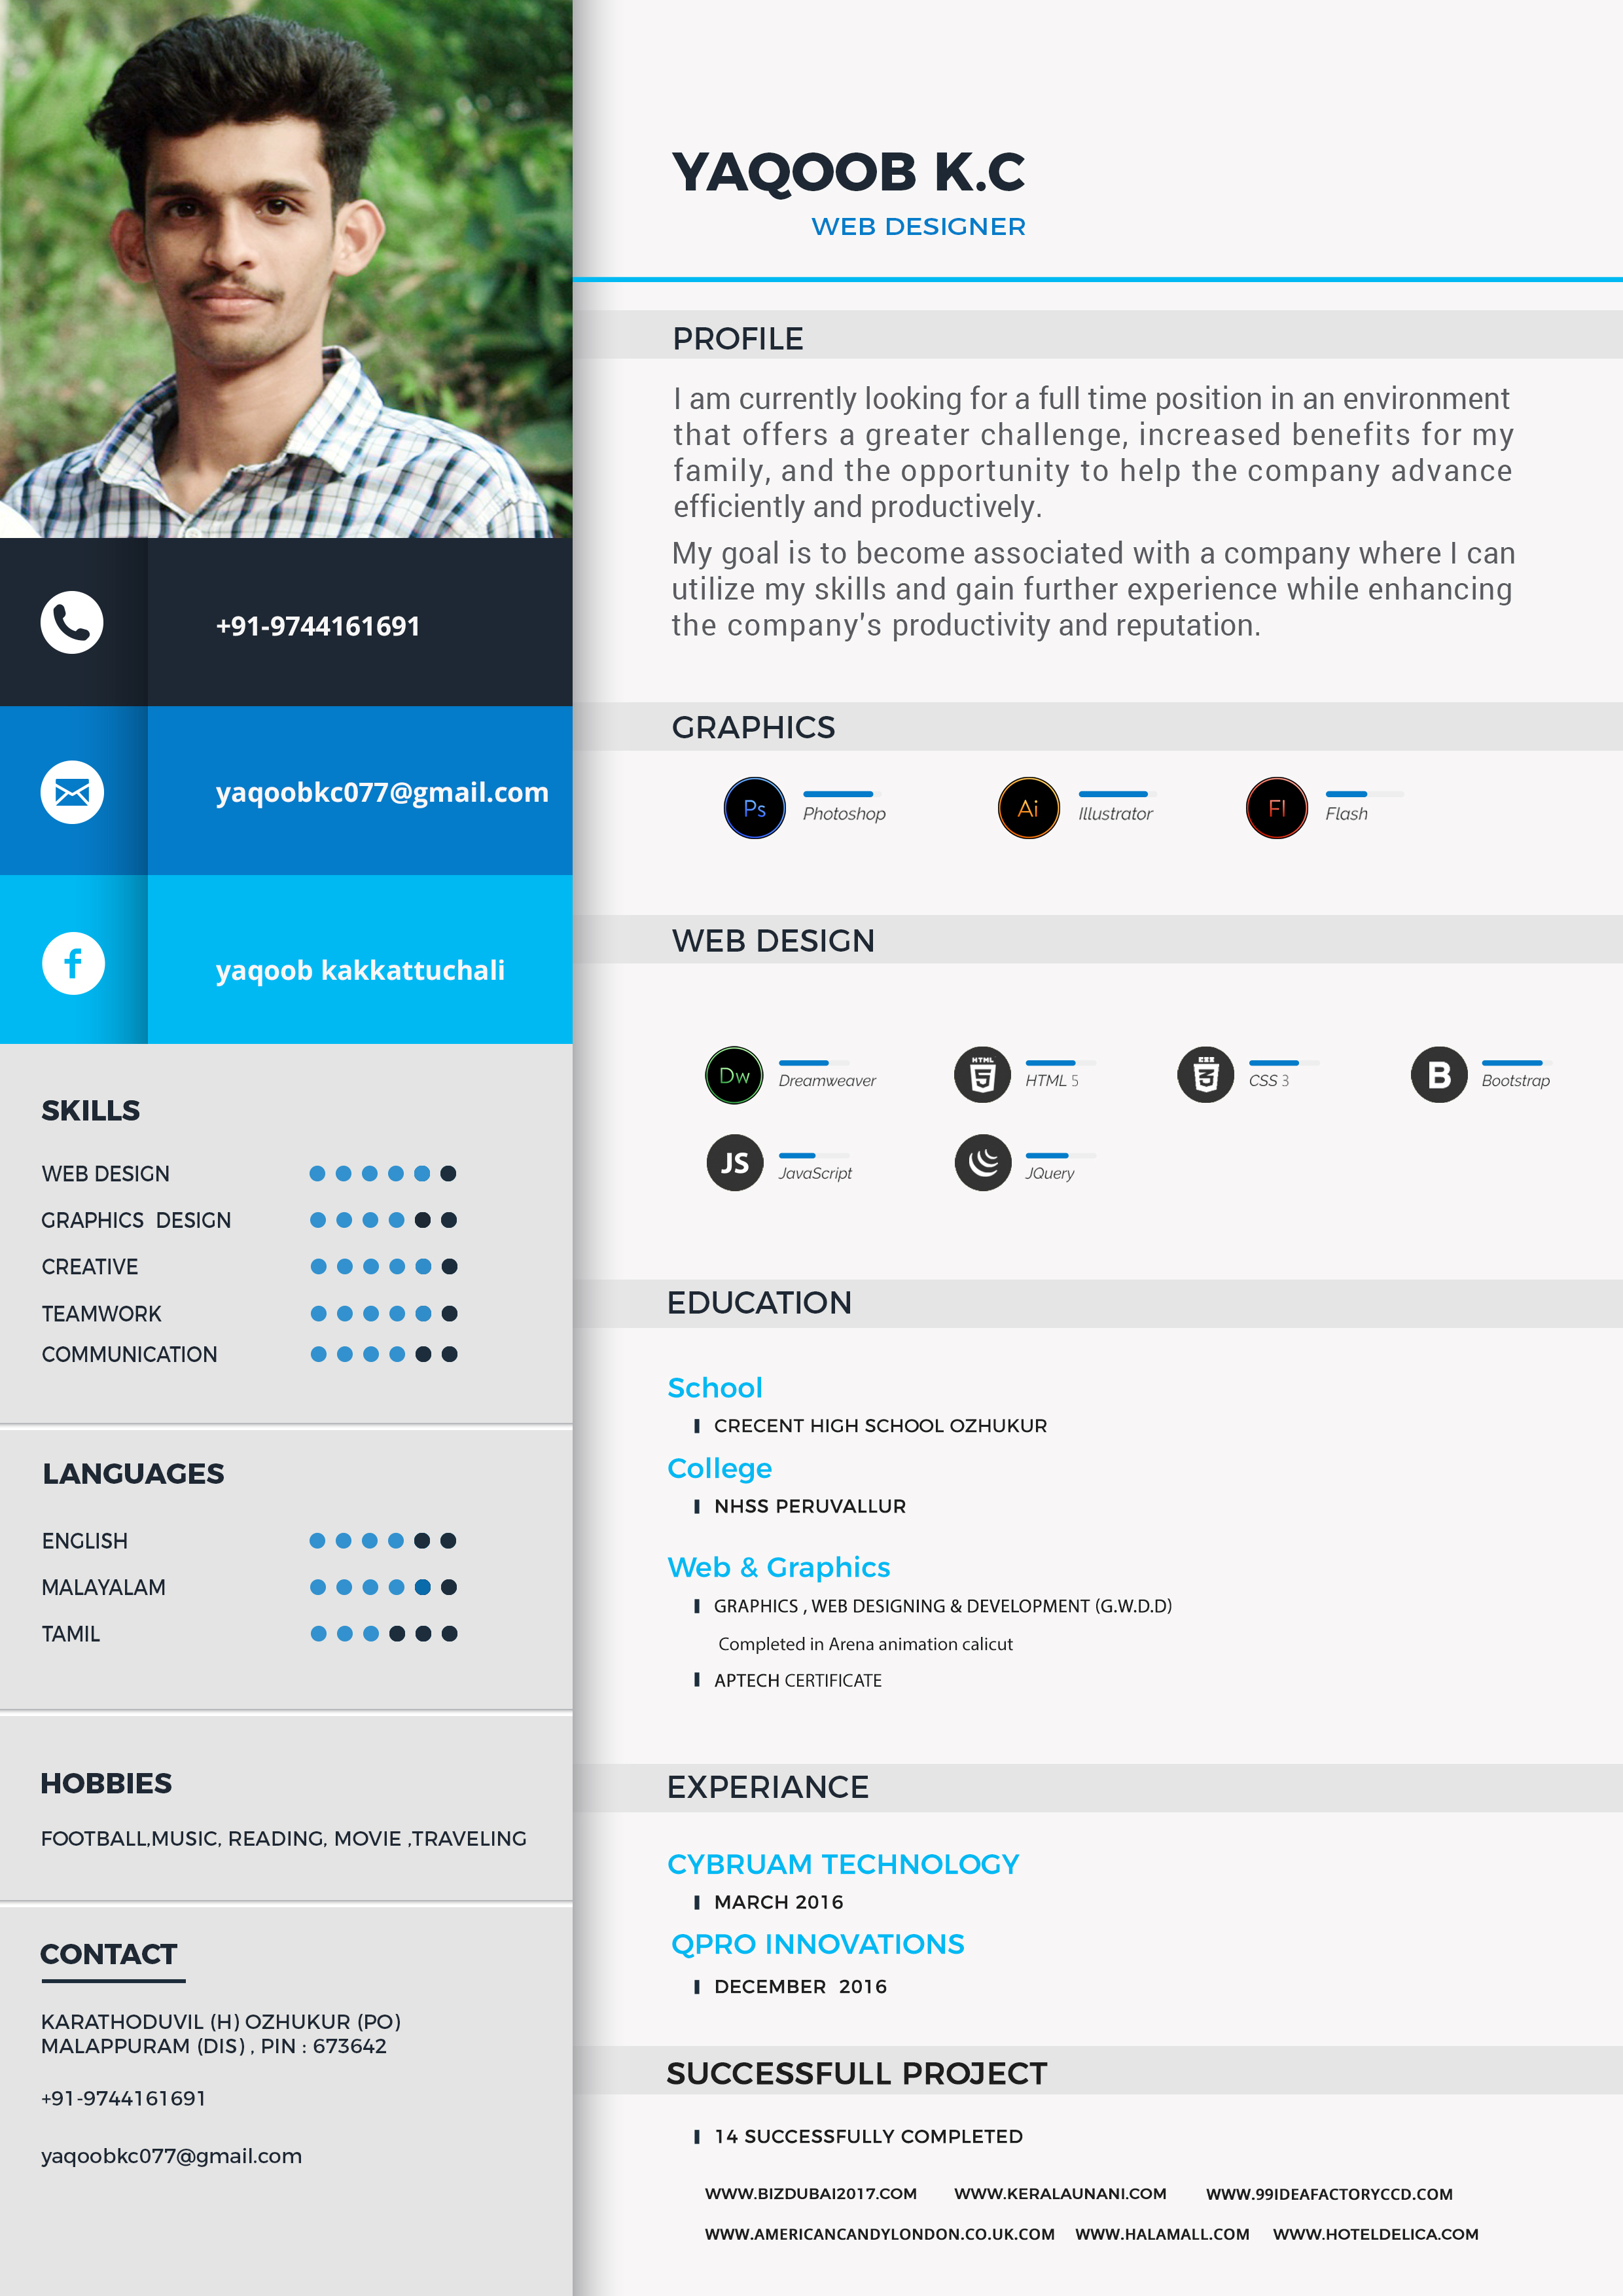 YAQOOB K.C
WEB DESIGNER
+91-9744161691
yaqoobkc077@gmail.com
f
yaqoob kakkattuchali
SKILLS
WEB DESIGN
GRAPHICS DESIGN
CREATIVE
TEAMWORK
COMMUNICATION
LANGUAGES
ENGLISH
MALAYALAM
TAMIL
HOBBIES
FOOTBALL,MUSIC, READING, MOVIE ,TRAVELING
CONTACT
KARATHODUVIL (H) OZHUKUR (PO)
MALAPPURAM (DIS) , PIN : 673642
+91-9744161691
yaqoobkc077@gmail.com
PROFILE
I am currently looking for a full time position in an environment
that offers a greater challenge, increased benefits for my
family, and the opportunity to help the company advance
efficiently and productively.
My goal is to become associated with a company where I can
utilize my skills and gain further experience while enhancing
the company's productivity and reputation.
GRAPHICS
Ps Photoshop Ai Illustrator Fl Flash
WEB DESIGN
Dw Dreamweaver HTML 5 HTML 5 CSS 3 CSS 3 B Bootstrap
JS JavaScript JQuery
EDUCATION
School
CRECENT HIGH SCHOOL OZHUKUR
College
NHSS PERUVALLUR
Web & Graphics
GRAPHICS , WEB DESIGNING & DEVELOPMENT (G.W.D.D)
Completed in Arena animation calicut
APTECH CERTIFICATE
EXPERIANCE
CYBRUAM TECHNOLOGY
MARCH 2016
QPRO INNOVATIONS
DECEMBER 2016
SUCCESSFULL PROJECT
14 SUCCESSFULLY COMPLETED
WWW.BIZDUBAI2017.COM WWW.KERALAUNANI.COM WWW.99IDEAFACTORYCCD.COM
WWW.AMERICANCANDYLONDON.CO.UK.COM WWW.HALAMALL.COM WWW.HOTELDELICA.COM